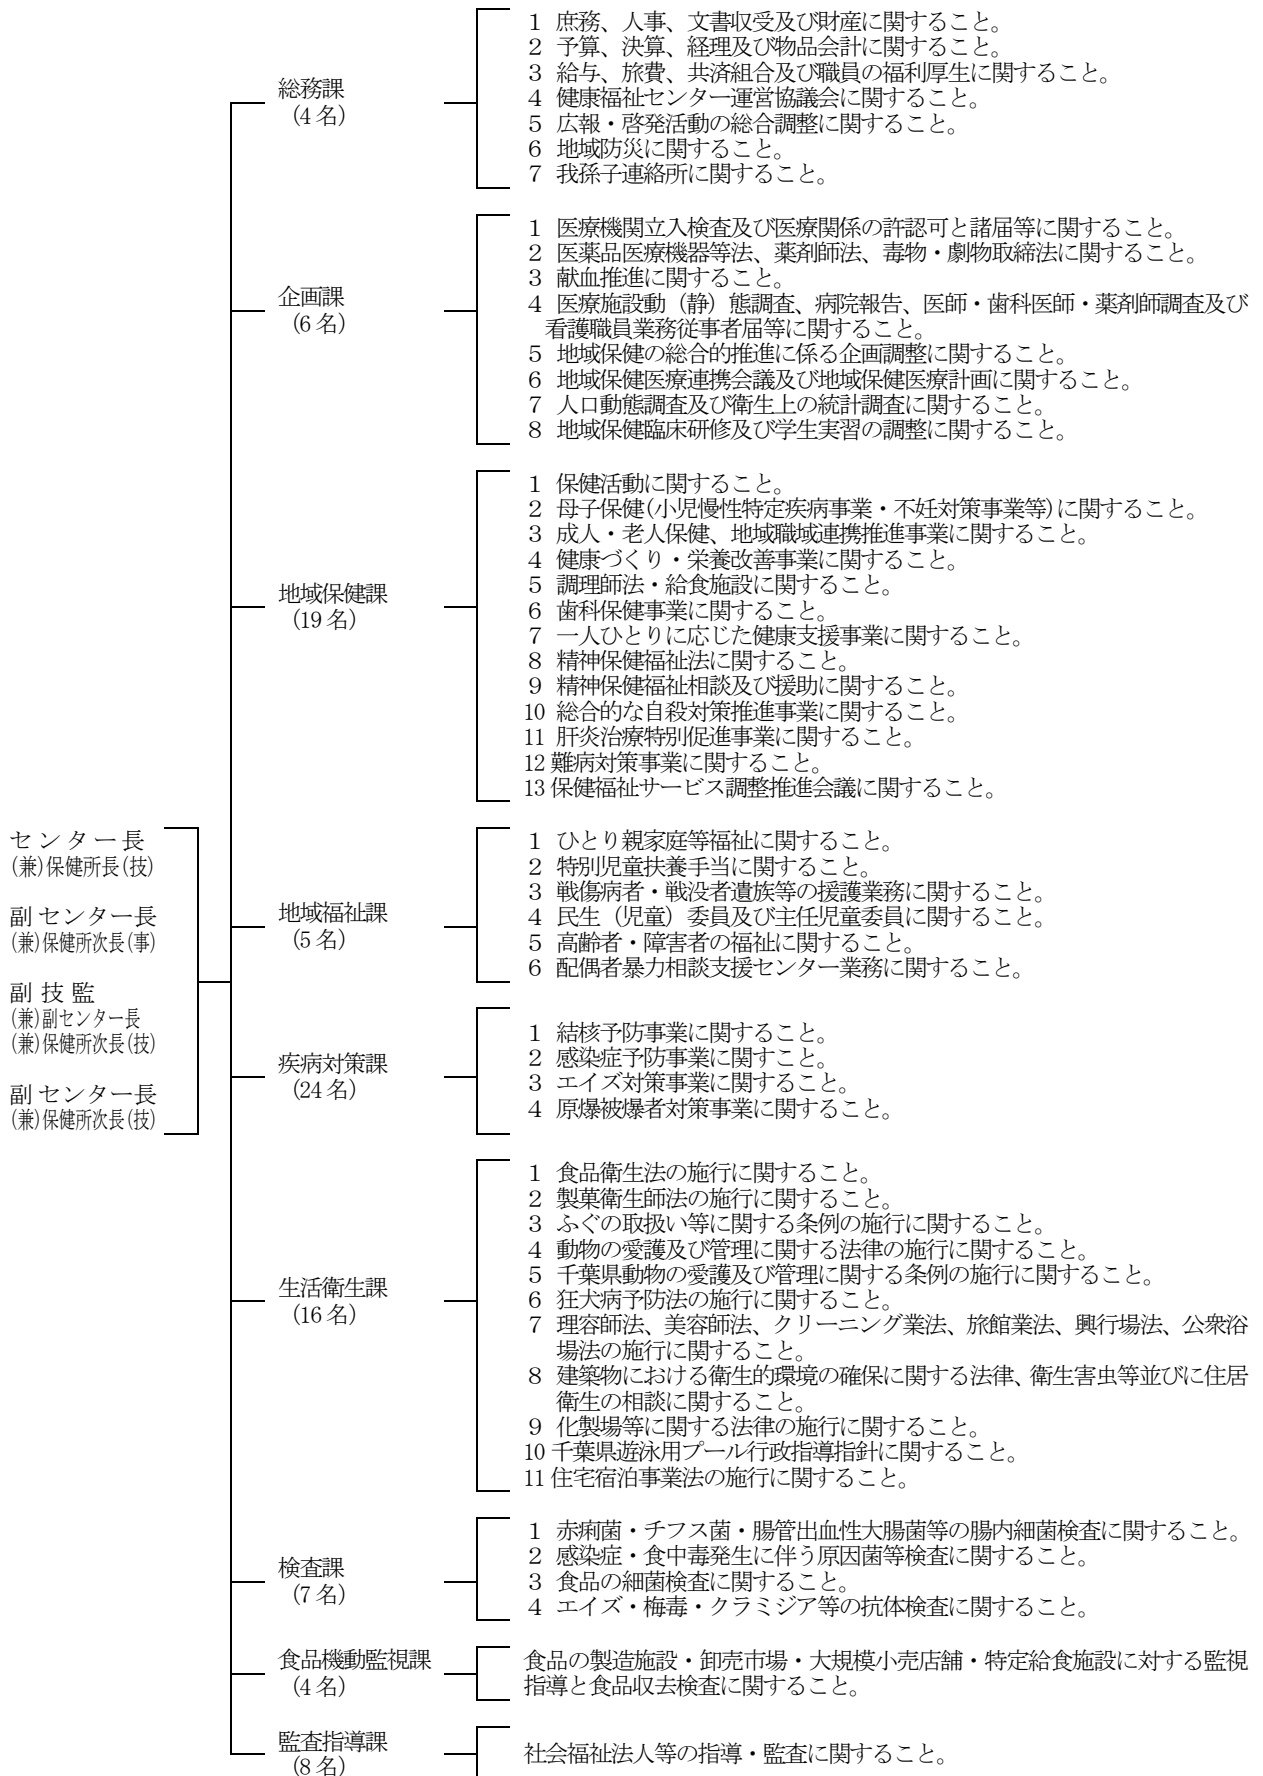 センター長
(兼)保健所長(技)
副センター長
(兼)保健所次長(事)
副技監
(兼)副センター長
(兼)保健所次長(技)
副センター長
(兼)保健所次長(技)
総務課
(4名)
1 庶務、人事、文書収受及び財産に関すること。
2 予算、決算、経理及び物品会計に関すること。
3 給与、旅費、共済組合及び職員の福利厚生に関すること。
4 健康福祉センター運営協議会に関すること。
5 広報・啓発活動の総合調整に関すること。
6 地域防災に関すること。
7 我孫子連絡所に関すること。
企画課
(6名)
1 医療機関立入検査及び医療関係の許認可と諸届等に関すること。
2 医薬品医療機器等法、薬剤師法、毒物・劇物取締法に関すること。
3 献血推進に関すること。
4 医療施設動（静）態調査、病院報告、医師・歯科医師・薬剤師調査及び
看護職員業務従事者届等に関すること。
5 地域保健の総合的推進に係る企画調整に関すること。
6 地域保健医療連携会議及び地域保健医療計画に関すること。
7 人口動態調査及び衛生上の統計調査に関すること。
8 地域保健臨床研修及び学生実習の調整に関すること。
地域保健課
(19名)
1 保健活動に関すること。
2 母子保健(小児慢性特定疾病事業・不妊対策事業等)に関すること。
3 成人・老人保健、地域職域連携推進事業に関すること。
4 健康づくり・栄養改善事業に関すること。
5 調理師法・給食施設に関すること。
6 歯科保健事業に関すること。
7 一人ひとりに応じた健康支援事業に関すること。
8 精神保健福祉法に関すること。
9 精神保健福祉相談及び援助に関すること。
10 総合的な自殺対策推進事業に関すること。
11 肝炎治療特別促進事業に関すること。
12 難病対策事業に関すること。
13 保健福祉サービス調整推進会議に関すること。
地域福祉課
(5名)
1 ひとり親家庭等福祉に関すること。
2 特別児童扶養手当に関すること。
3 戦傷病者・戦没者遺族等の援護業務に関すること。
4 民生（児童）委員及び主任児童委員に関すること。
5 高齢者・障害者の福祉に関すること。
6 配偶者暴力相談支援センター業務に関すること。
疾病対策課
(24名)
1 結核予防事業に関すること。
2 感染症予防事業に関すこと。
3 エイズ対策事業に関すること。
4 原爆被爆者対策事業に関すること。
生活衛生課
(16名)
1 食品衛生法の施行に関すること。
2 製菓衛生師法の施行に関すること。
3 ふぐの取扱い等に関する条例の施行に関すること。
4 動物の愛護及び管理に関する法律の施行に関すること。
5 千葉県動物の愛護及び管理に関する条例の施行に関すること。
6 狂犬病予防法の施行に関すること。
7 理容師法、美容師法、クリーニング業法、旅館業法、興行場法、公衆浴
場法の施行に関すること。
8 建築物における衛生的環境の確保に関する法律、衛生害虫等並びに住居
衛生の相談に関すること。
9 化製場等に関する法律の施行に関すること。
10 千葉県遊泳用プール行政指導指針に関すること。
11 住宅宿泊事業法の施行に関すること。
検査課
(7名)
1 赤痢菌・チフス菌・腸管出血性大腸菌等の腸内細菌検査に関すること。
2 感染症・食中毒発生に伴う原因菌等検査に関すること。
3 食品の細菌検査に関すること。
4 エイズ・梅毒・クラミジア等の抗体検査に関すること。
食品機動監視課
(4名)
食品の製造施設・卸売市場・大規模小売店舗・特定給食施設に対する監視
指導と食品収去検査に関すること。
監査指導課
(8名)
社会福祉法人等の指導・監査に関すること。